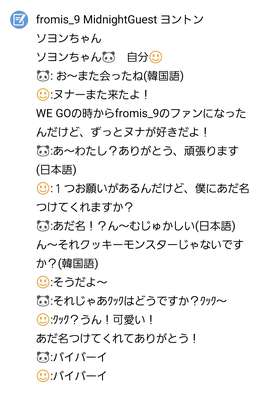 fromis_9 MidnightGuest ヨントン
ソヨンちゃん
ソヨンちゃん🐼　自分🙂
🐼: お〜また会ったね(韓国語)
🙂:ヌナーまた来たよ！
WE GOの時からfromis_9のファンになった
んだけど、ずっとヌナが好きだよ！
🐼:あ〜わたし？ありがとう、頑張ります
(日本語)
🙂:１つお願いがあるんだけど、僕にあだ名
つけてくれますか？
🐼:あだ名！？ん〜むじゅかしい(日本語)
ん〜それクッキーモンスターじゃないです
か？(韓国語)
🙂:そうだよ〜
🐼:それじゃあｸｯｸはどうですか？ｸｯｸ〜
🙂:ｸｯｸ？うん！可愛い！
あだ名つけてくれてありがとう！
🐼:バイバーイ
🙂:バイバーイ